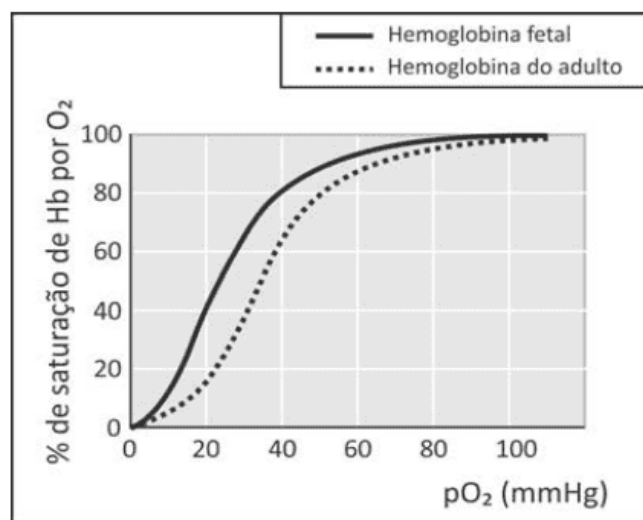 Hemoglobina fetal
Hemoglobina do adulto
% de saturação de Hb por O₂
100
80
60
40
20
0
0 20 40 60 80 100
pO₂ (mmHg)